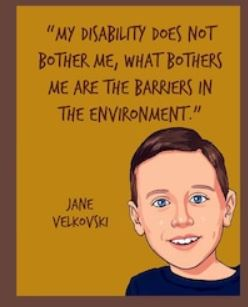 "MY DISABILITY DOES NOT
BOTHER ME, WHAT BOTHERS
ME ARE THE BARRIERS IN
THE ENVIRONMENT."
JANE
VELKOVSKI